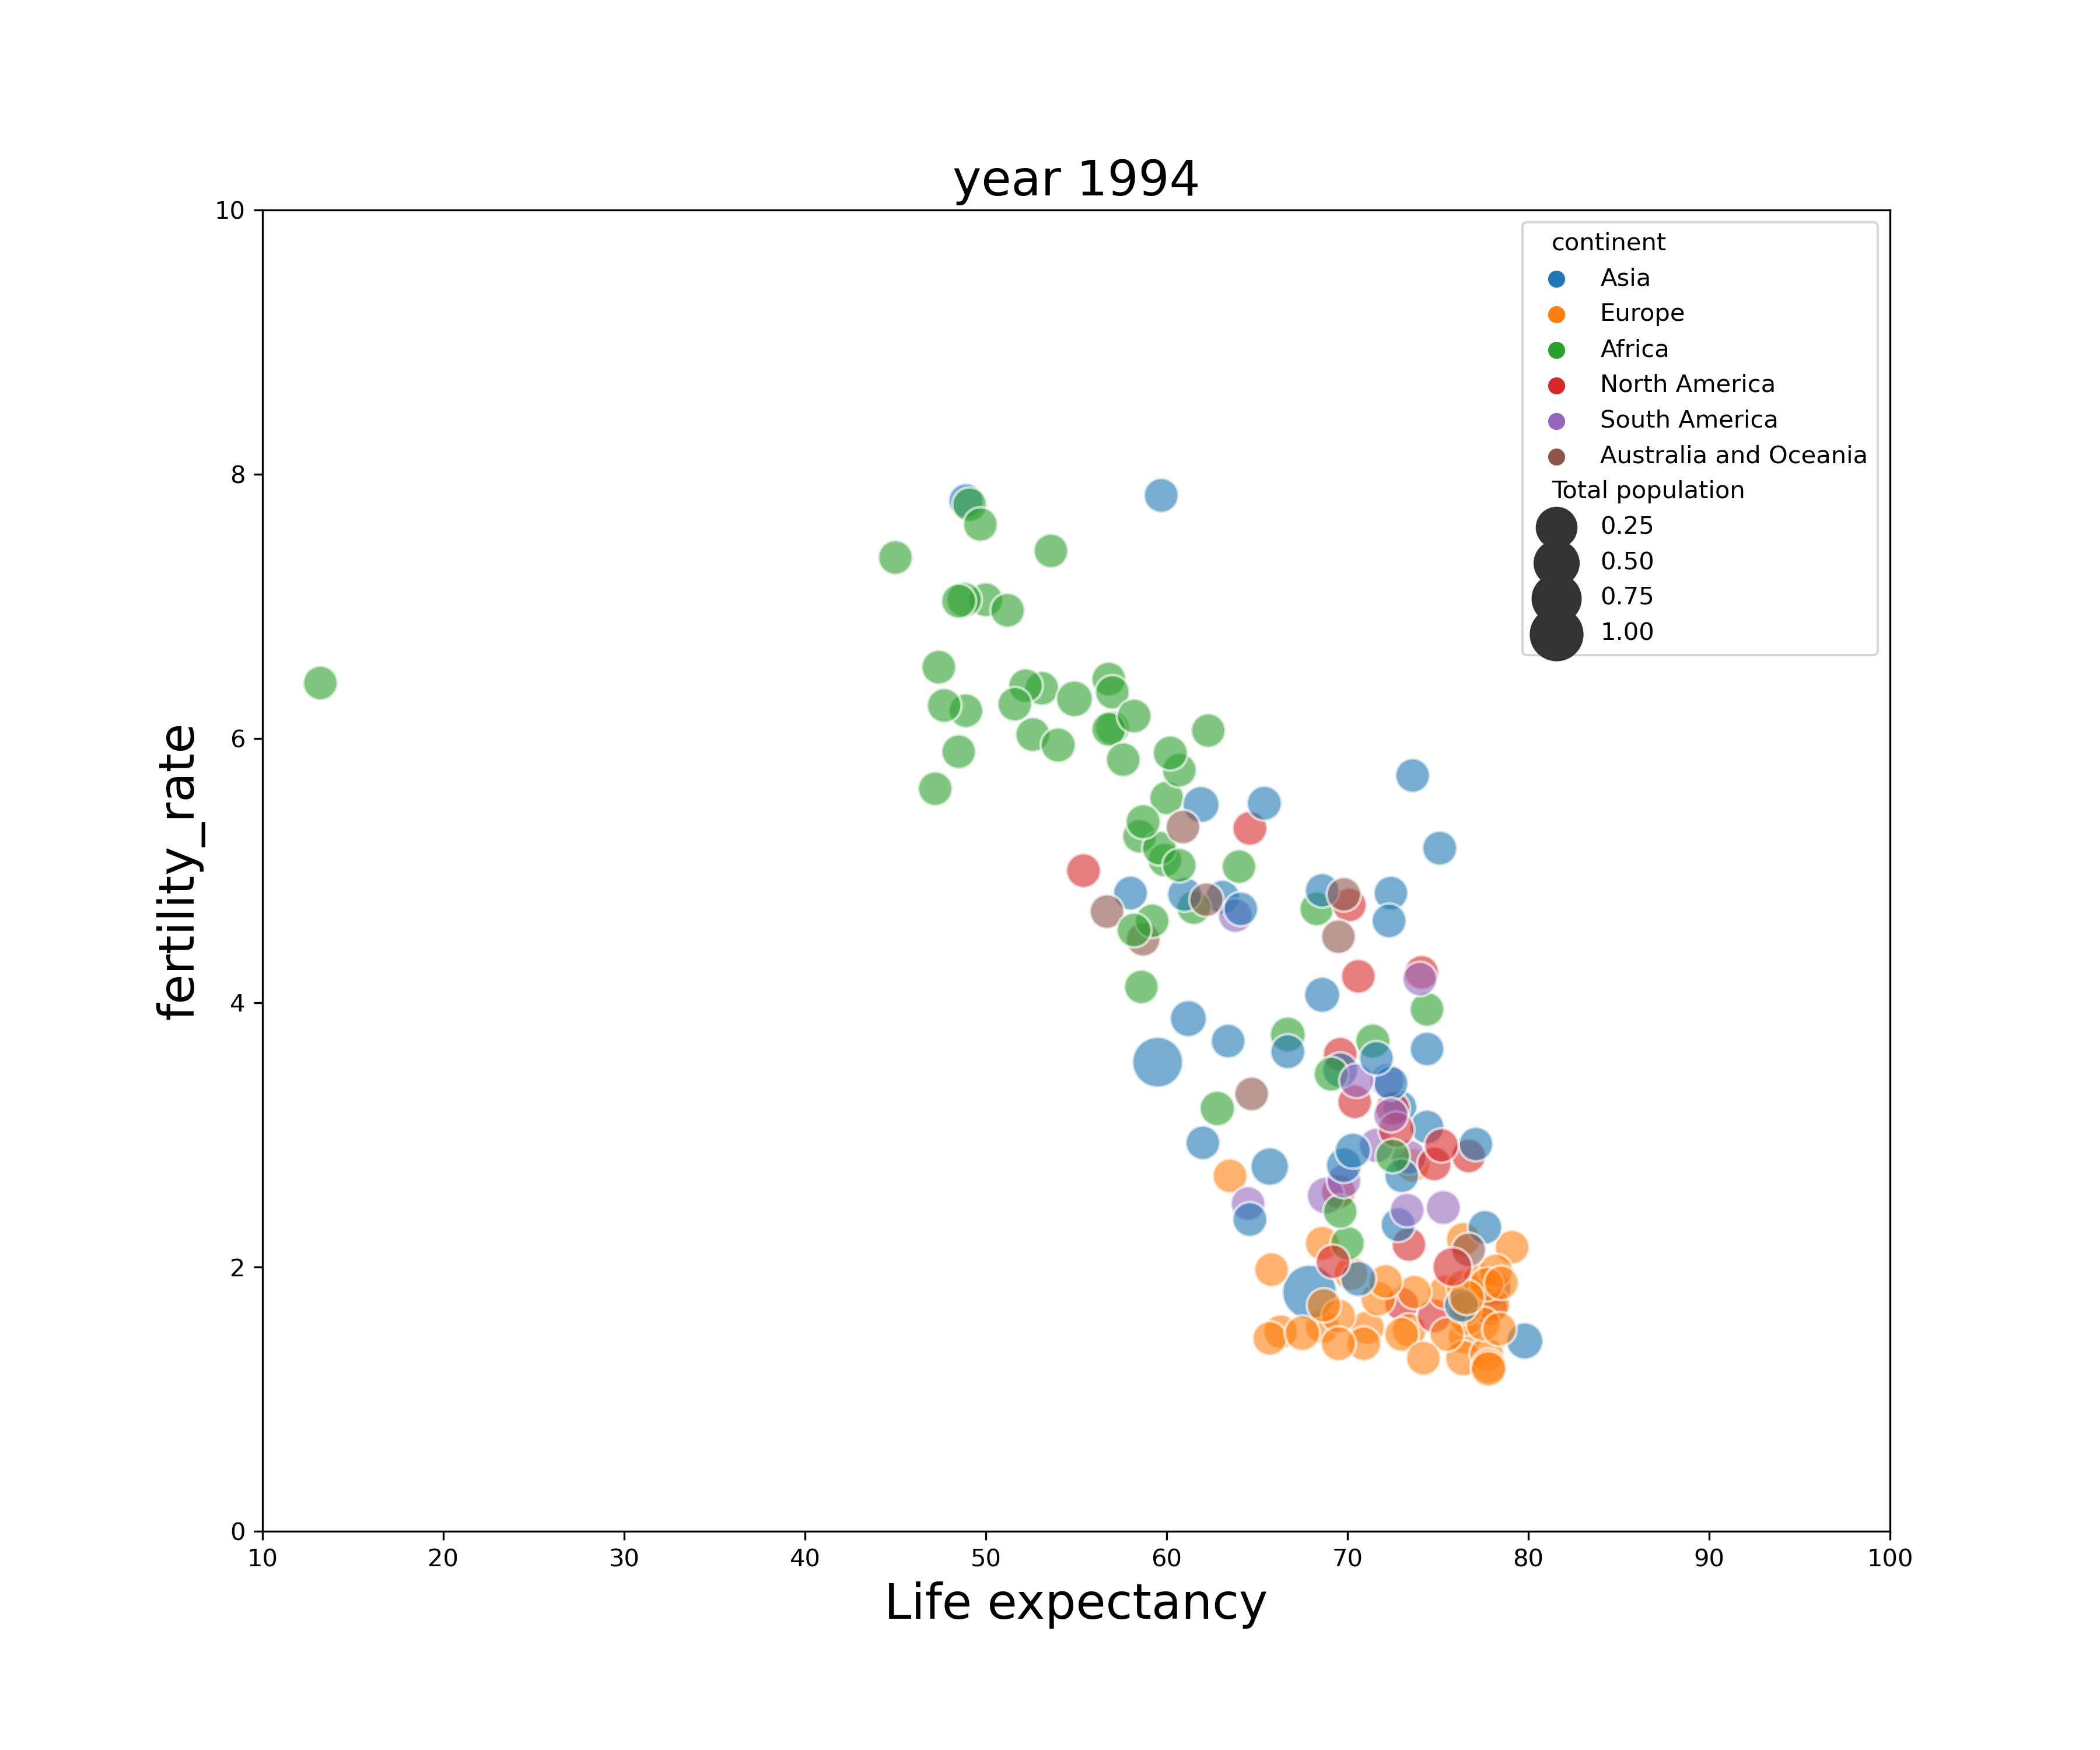 year 1994
10
8
6
4
2
0
fertility_rate
continent
Asia
Europe
Africa
North America
South America
Australia and Oceania
Total population
0.25
0.50
0.75
1.00
10 20 30 40 50 60 70 80 90 100
Life expectancy